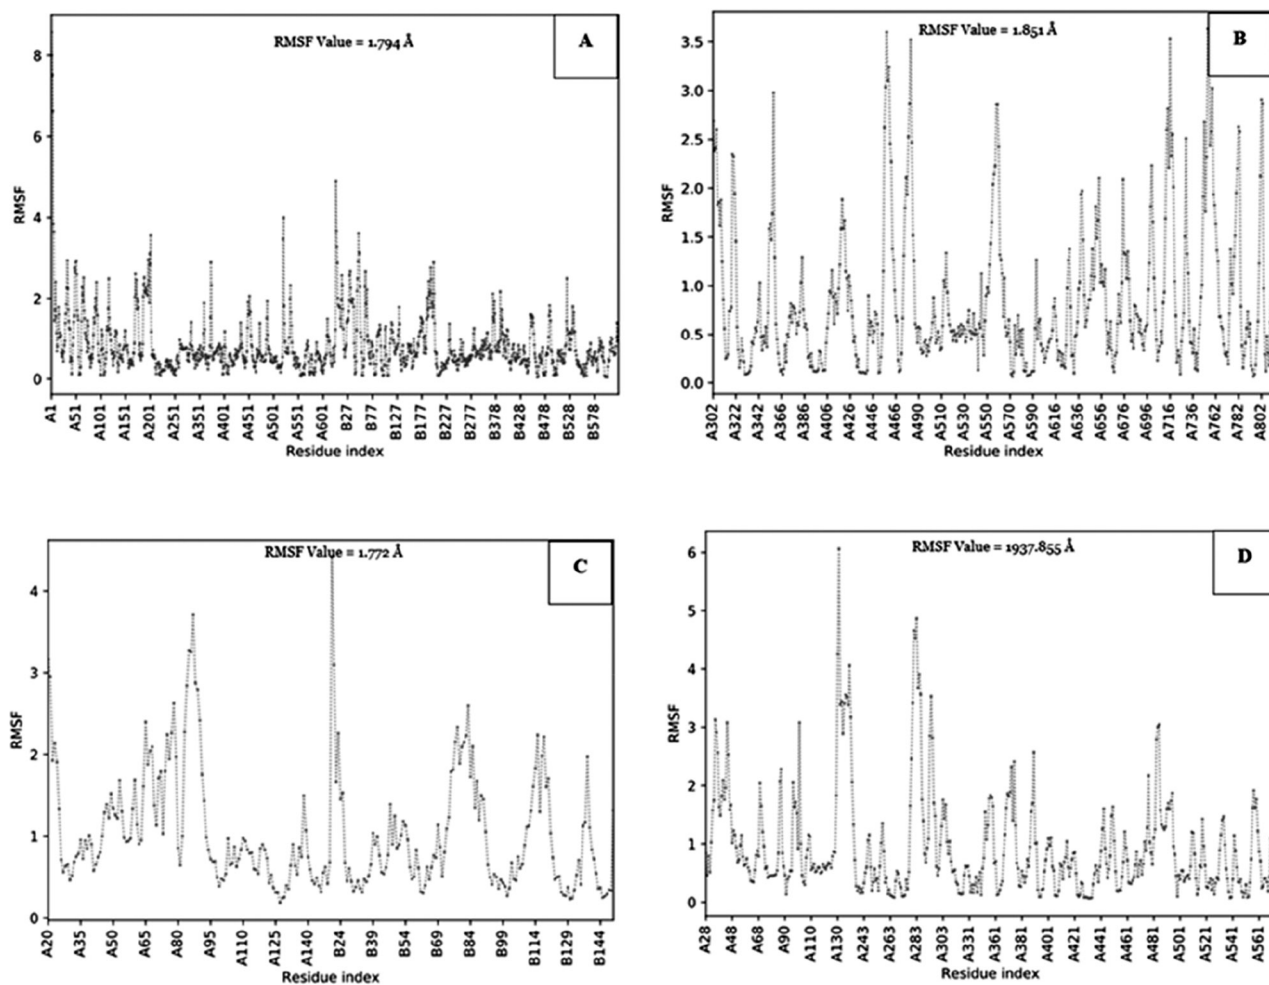 RMSF Value = 1.794 Å
A
8
6
4
2
0
RMSF
A1 A51 A101 A151 A201 A251 A351 A401 A451 A501 A551 A601 B27 B77 B127 B177 B227 B277 B378 B428 B478 B528 B578
Residue index
RMSF Value = 1.851 Å
B
3.5
3.0
2.5
2.0
1.5
1.0
0.5
0.0
RMSF
A302 A322 A342 A366 A386 A406 A426 A446 A466 A490 A510 A530 A550 A570 A590 A616 A636 A656 A676 A696 A716 A736 A762 A782 A802
Residue index
RMSF Value = 1.772 Å
C
4
3
2
1
0
RMSF
A20 A35 A50 A65 A80 A95 A110 A125 A140 B24 B39 B54 B69 B84 B99 B114 B129 B144
Residue index
RMSF Value = 1937.855 Å
D
6
5
4
3
2
1
0
RMSF
A28 A48 A68 A90 A110 A130 A243 A263 A283 A303 A331 A361 A381 A401 A421 A441 A461 A481 A501 A521 A541 A561
Residue index